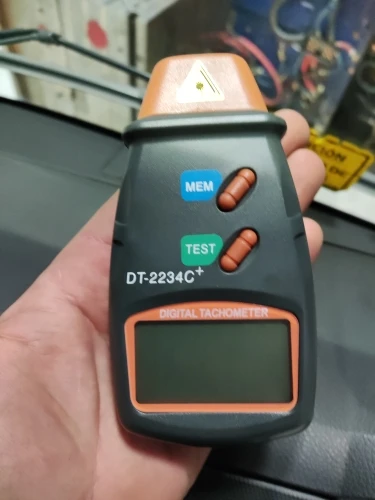 MEM
TEST
DT-2234C+
DIGITAL TACHOMETER